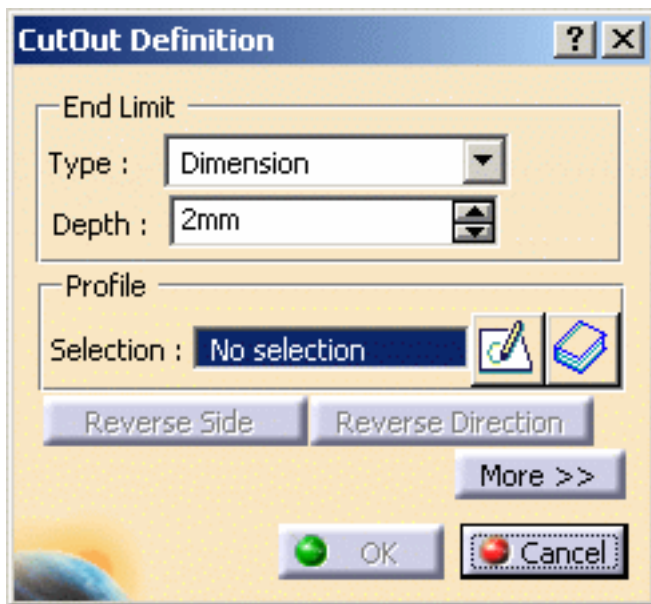 CutOut Definition
End Limit
Type : Dimension
Depth : 2mm
Profile
Selection : No selection
Reverse Side Reverse Direction
More >>
OK Cancel